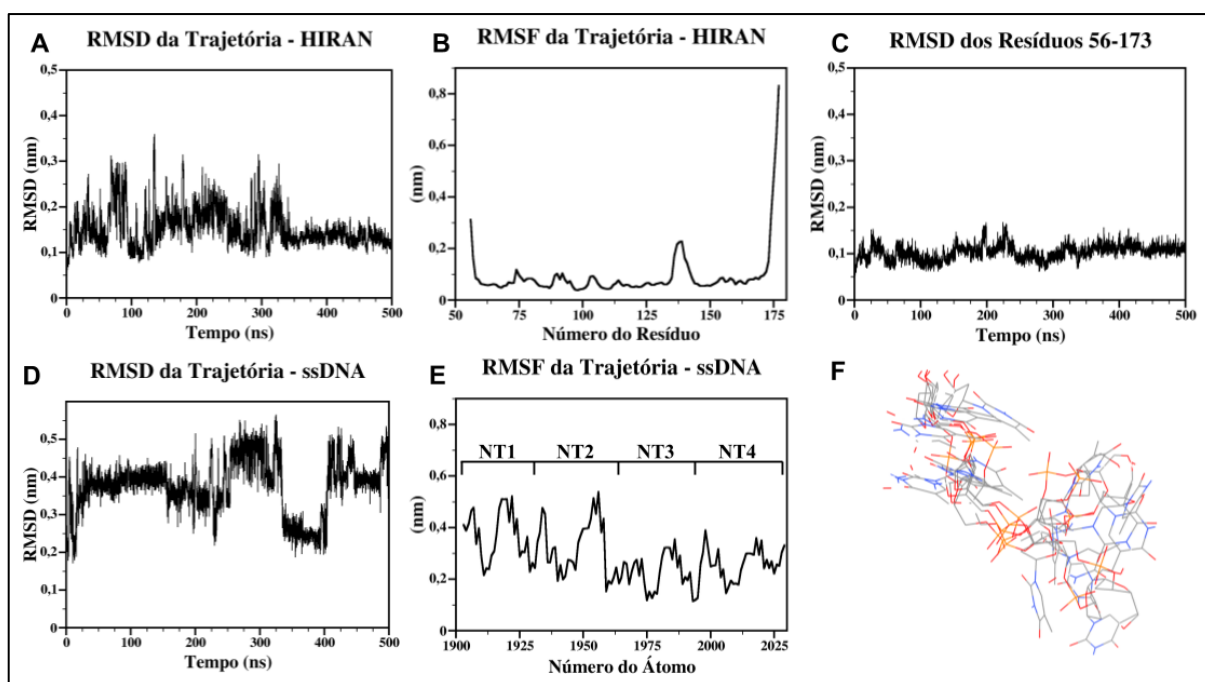 A
RMSD da Trajetória - HIRAN
0,5
0,4
0,3
0,2
0,1
0
RMSD (nm)
0 100 200 300 400 500
Tempo (ns)
B
RMSF da Trajetória - HIRAN
0,8
0,6
0,4
0,2
0
(nm)
50 75 100 125 150 175
Número do Resíduo
C
RMSD dos Resíduos 56-173
0,5
0,4
0,3
0,2
0,1
0
RMSD (nm)
0 100 200 300 400 500
Tempo (ns)
D
RMSD da Trajetória - ssDNA
0,5
0,4
0,3
0,2
0,1
0
RMSD (nm)
0 100 200 300 400 500
Tempo (ns)
E
RMSF da Trajetória - ssDNA
0,8
0,6
0,4
0,2
0
(nm)
NT1 NT2 NT3 NT4
1900 1925 1950 1975 2000 2025
Número do Átomo
F